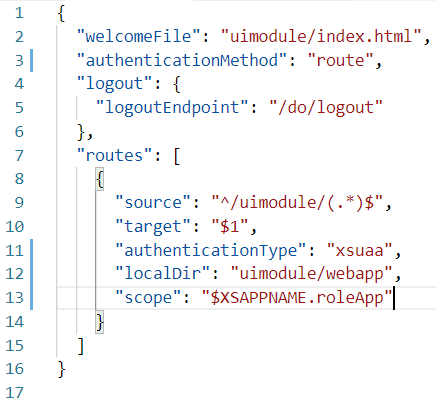 1 {
2   "welcomeFile": "uimodule/index.html",
3   "authenticationMethod": "route",
4   "logout": {
5     "logoutEndpoint": "/do/logout"
6   },
7   "routes": [
8     {
9       "source": "^/uimodule/(.*)$",
10       "target": "$1",
11       "authenticationType": "xsuaa",
12       "localDir": "uimodule/webapp",
13       "scope": "$XSAPPNAME.roleApp"
14     }
15   ]
16 }
17